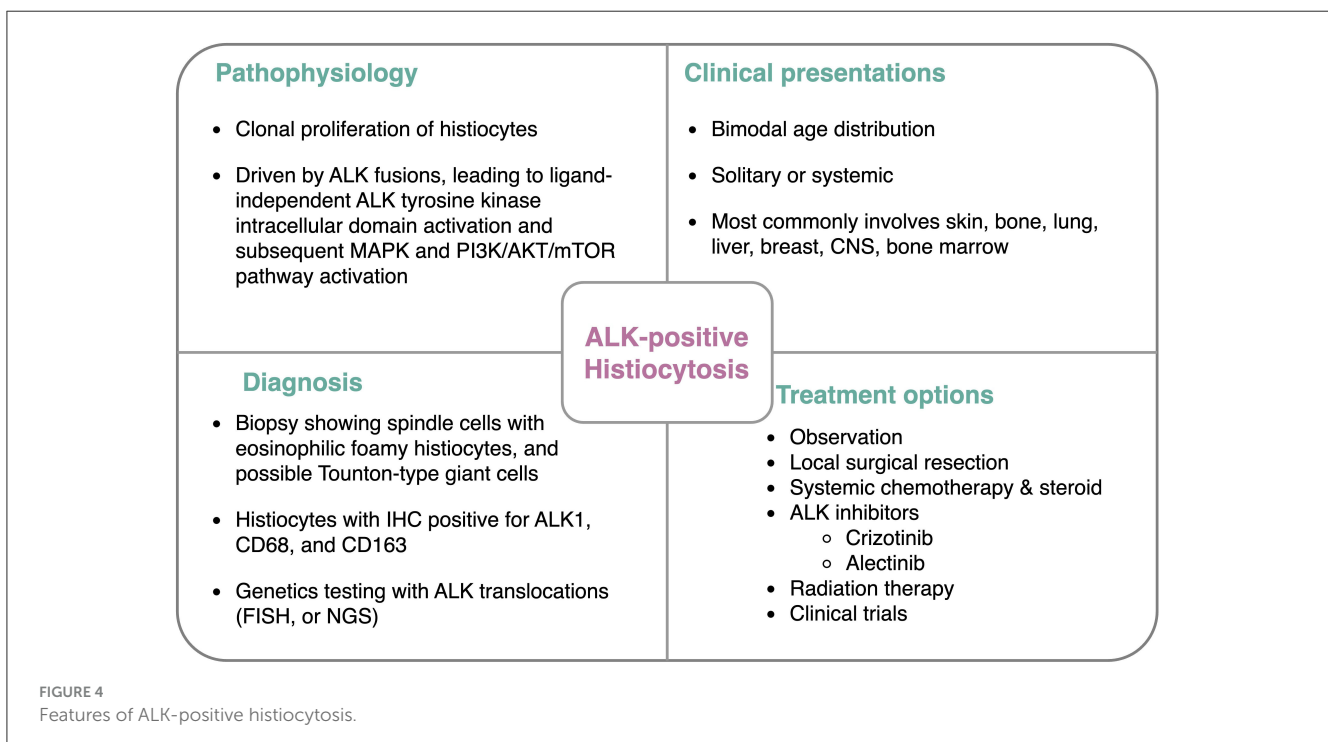 Pathophysiology
• Clonal proliferation of histiocytes
• Driven by ALK fusions, leading to ligand-
independent ALK tyrosine kinase
intracellular domain activation and
subsequent MAPK and PI3K/AKT/mTOR
pathway activation
Clinical presentations
• Bimodal age distribution
• Solitary or systemic
• Most commonly involves skin, bone, lung,
liver, breast, CNS, bone marrow
ALK-positive
Histiocytosis
Diagnosis
• Biopsy showing spindle cells with
eosinophilic foamy histiocytes, and
possible Tounton-type giant cells
• Histiocytes with IHC positive for ALK1,
CD68, and CD163
• Genetics testing with ALK translocations
(FISH, or NGS)
Treatment options
• Observation
• Local surgical resection
• Systemic chemotherapy & steroid
• ALK inhibitors
○ Crizotinib
○ Alectinib
• Radiation therapy
• Clinical trials
FIGURE 4
Features of ALK-positive histiocytosis.